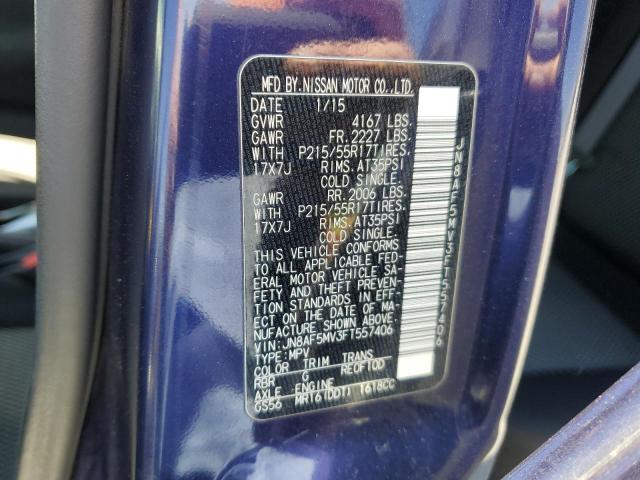 MFD BY.NISSAN MOTOR CO.,LTD.
DATE 1/15
GVWR 4167 LBS.
GAWR FR.2227 LBS.
WITH P215/55R17TIRES.
17X7J RIMS.AT35PSI
COLD SINGLE.
GAWR RR.2006 LBS.
WITH P215/55R17TIRES.
17X7J RIMS.AT35PSI
COLD SINGLE.
THIS VEHICLE CONFORMS
TO ALL APPLICABLE FED-
ERAL MOTOR VEHICLE SA-
FETY AND THEFT PREVEN-
TION STANDARDS IN EFF-
ECT ON THE DATE OF MA-
NUFACTURE SHOWN ABOVE.
VIN:JN8AF5MV3FT557406
TYPE:MPV
COLOR TRIM TRANS
RBR G RE0F10D
AXLE ENGINE
GS56 MR16(DDT) 1618CC
JN8AF5MV3FT557406